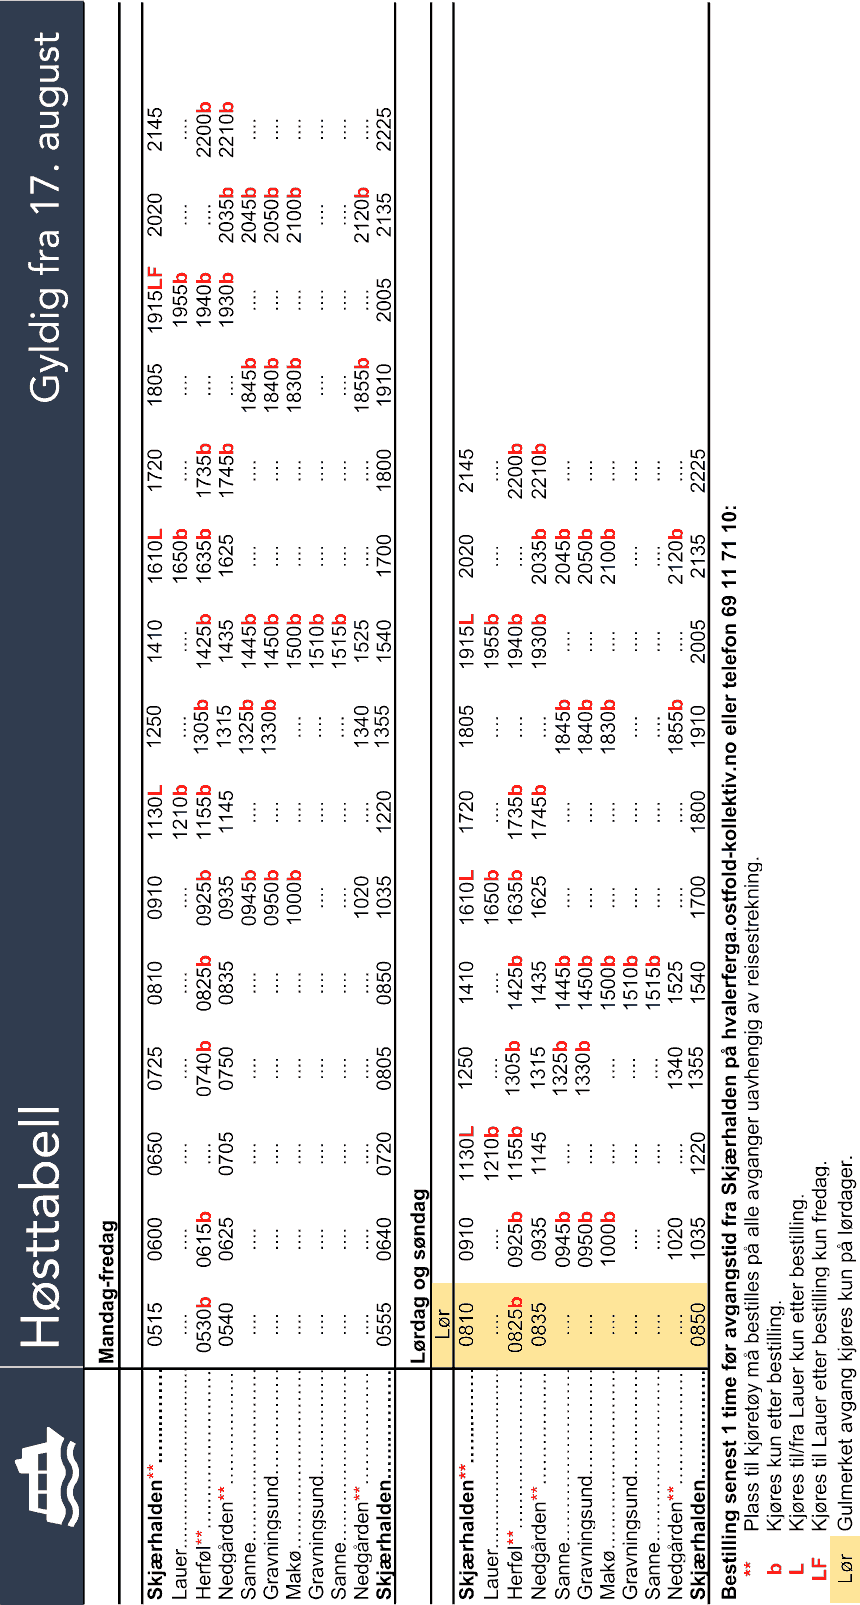 Høsttabell Gyldig fra 17. august
Mandag-fredag
Skjærhalden** 0515 0600 0650 0725 0810 0910 1130L 1250 1410 1610L 1720 1805 1915LF 2020 2145
Lauer .... .... .... .... .... .... 1210b .... .... 1650b .... .... 1955b .... ....
Herføl** 0530b 0615b .... 0740b 0825b 0925b 1155b 1305b 1425b 1635b 1735b .... 1940b .... 2200b
Nedgården** 0540 0625 0705 0750 0835 0935 1145 1315 1435 1625 1745b .... 1930b 2035b 2210b
Sanne .... .... .... .... .... 0945b .... 1325b 1445b .... .... 1845b .... 2045b ....
Gravningsund .... .... .... .... .... 0950b .... 1330b 1450b .... .... 1840b .... 2050b ....
Makø .... .... .... .... .... 1000b .... .... 1500b .... .... 1830b .... 2100b ....
Gravningsund .... .... .... .... .... .... .... .... 1510b .... .... .... .... .... ....
Sanne .... .... .... .... .... .... .... .... 1515b .... .... .... .... .... ....
Nedgården** .... .... .... .... .... 1020 .... 1340 1525 .... .... 1855b .... 2120b ....
Skjærhalden 0555 0640 0720 0805 0850 1035 1220 1355 1540 1700 1800 1910 2005 2135 2225
Lørdag og søndag
Lør
Skjærhalden** 0810 0910 1130L 1250 1410 1610L 1720 1805 1915L 2020 2145
Lauer .... .... 1210b .... .... 1650b .... .... 1955b .... ....
Herføl** 0825b 0925b 1155b 1305b 1425b 1635b 1735b .... 1940b .... 2200b
Nedgården** 0835 0935 1145 1315 1435 1625 1745b .... 1930b 2035b 2210b
Sanne .... 0945b .... 1325b 1445b .... .... 1845b .... 2045b ....
Gravningsund .... 0950b .... 1330b 1450b .... .... 1840b .... 2050b ....
Makø .... 1000b .... .... 1500b .... .... 1830b .... 2100b ....
Gravningsund .... .... .... .... 1510b .... .... .... .... .... ....
Sanne .... .... .... .... 1515b .... .... .... .... .... ....
Nedgården** .... 1020 .... 1340 1525 .... .... 1855b .... 2120b ....
Skjærhalden 0850 1035 1220 1355 1540 1700 1800 1910 2005 2135 2225
Bestilling senest 1 time før avgangstid fra Skjærhalden på hvalerferga.ostfold-kollektiv.no eller telefon 69 11 71 10:
** Plass til kjøretøy må bestilles på alle avganger uavhengig av reisestrekning.
b Kjøres kun etter bestilling.
L Kjøres til/fra Lauer kun etter bestilling.
LF Kjøres til Lauer etter bestilling kun fredag.
Lør Gulmerket avgang kjøres kun på lørdager.